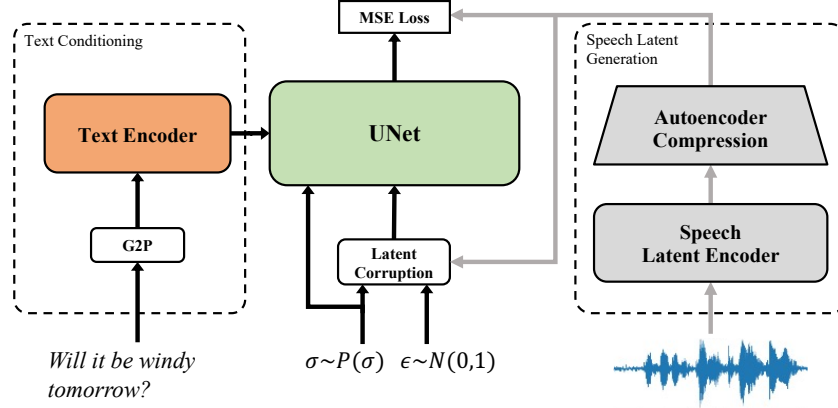 MSE Loss
Text Conditioning
Speech Latent
Generation
Text Encoder
UNet
Autoencoder
Compression
G2P
Latent
Corruption
Speech
Latent Encoder
Will it be windy
tomorrow?
σ~P(σ)
ϵ~N(0,1)